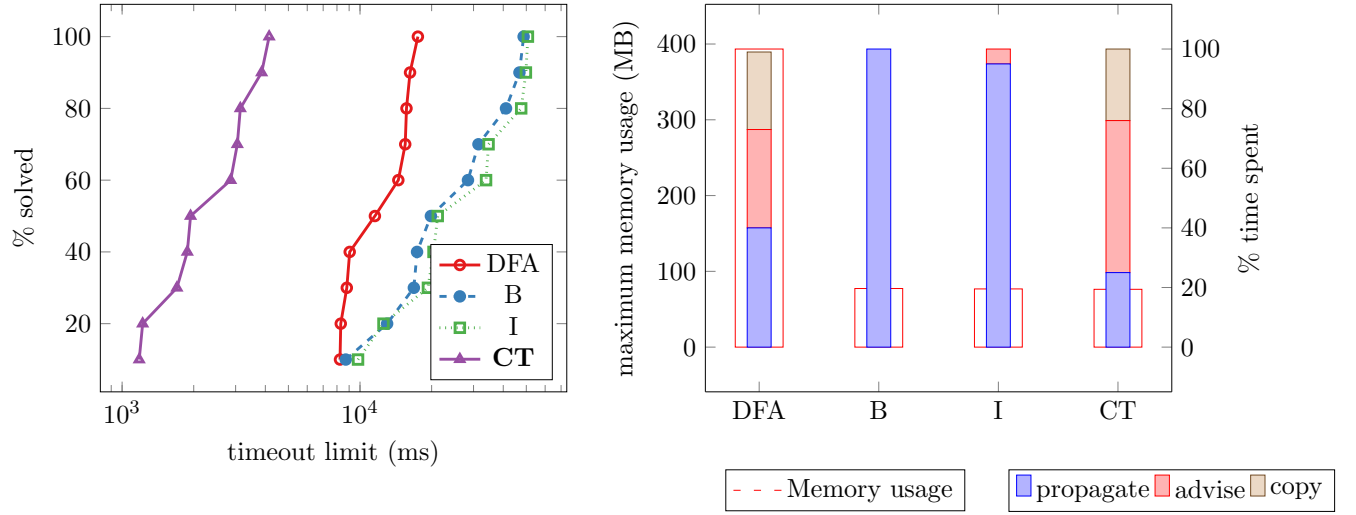 100
80
60
40
20
% solved
10^3
10^4
timeout limit (ms)
DFA
B
I
CT
400
300
200
100
0
maximum memory usage (MB)
100
80
60
40
20
0
% time spent
DFA
B
I
CT
Memory usage
propagate advise copy